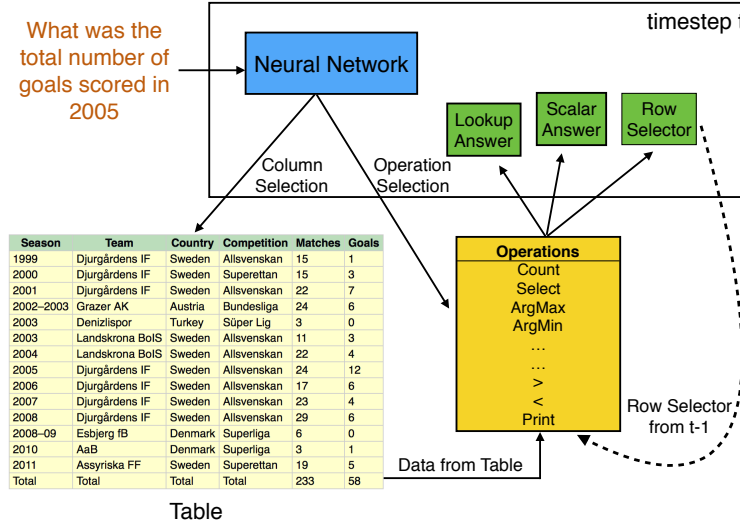 What was the
total number of
goals scored in
2005
timestep t
Neural Network
Lookup
Answer
Scalar
Answer
Row
Selector
Column
Selection
Operation
Selection
Season Team Country Competition Matches Goals
1999 Djurgårdens IF Sweden Allsvenskan 15 1
2000 Djurgårdens IF Sweden Superettan 15 3
2001 Djurgårdens IF Sweden Allsvenskan 22 7
2002–2003 Grazer AK Austria Bundesliga 24 6
2003 Denizlispor Turkey Süper Lig 3 0
2003 Landskrona BoIS Sweden Allsvenskan 11 3
2004 Landskrona BoIS Sweden Allsvenskan 22 4
2005 Djurgårdens IF Sweden Allsvenskan 24 12
2006 Djurgårdens IF Sweden Allsvenskan 17 6
2007 Djurgårdens IF Sweden Allsvenskan 23 4
2008 Djurgårdens IF Sweden Allsvenskan 29 6
2008–09 Esbjerg fB Denmark Superliga 6 0
2010 AaB Denmark Superliga 3 1
2011 Assyriska FF Sweden Superettan 19 5
Total Total Total Total 233 58
Table
Operations
Count
Select
ArgMax
ArgMin
...
...
>
<
Print
Row Selector
from t-1
Data from Table